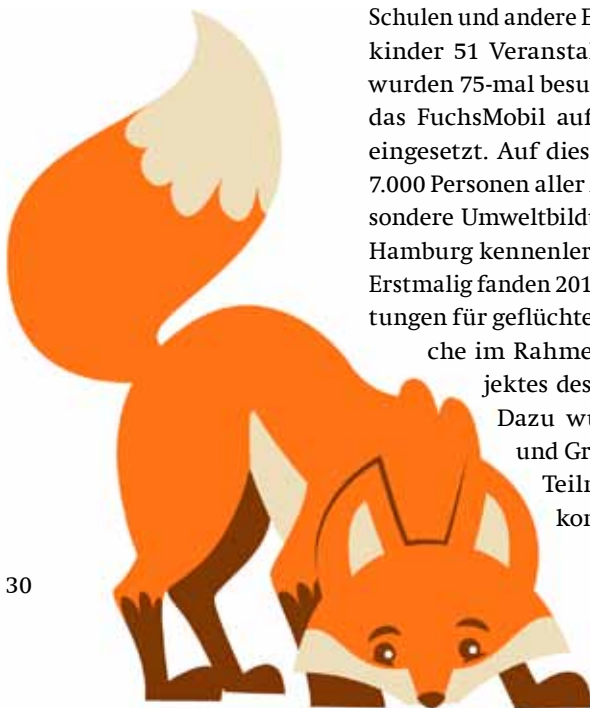 Schulen und andere E
kinder 51 Veransta
wurden 75-mal besu
das FuchsMobil auf
eingesetzt. Auf dies
7.000 Personen aller
sondere Umweltbild
Hamburg kennenler
Erstmalig fanden 201
tungen für geflüchte
che im Rahme
jektes des
Dazu wu
und Gr
Teiln
kon
30